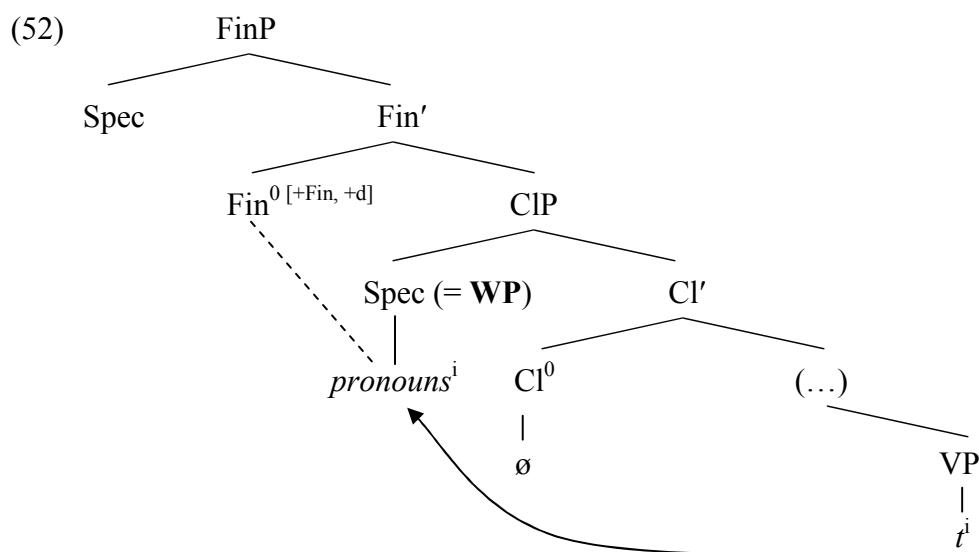 (52) FinP
Spec Fin′
Fin⁰ [+Fin, +d] ClP
Spec (= WP) Cl′
pronounsⁱ Cl⁰ (…)
ø VP
tⁱ